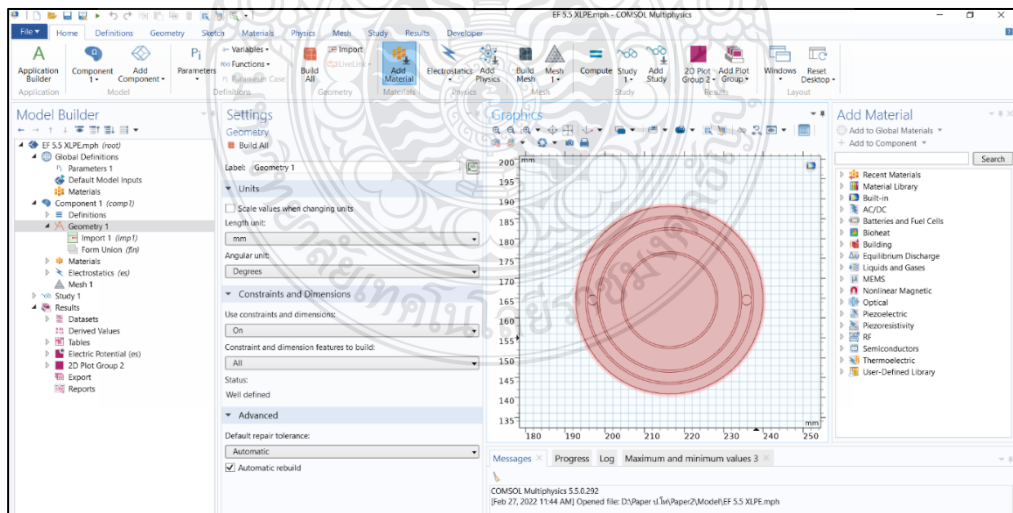 EF 5.5 XLPE.mph - COMSOL Multiphysics
File Home Definitions Geometry Sketch Materials Physics Mesh Study Results Developer
Application Builder
Application
Component 1
Add Component
Model
Parameters
Variables
Functions
Parameter Case
Definitions
Build All
Import
LiveLink
Geometry
Add Material
Materials
Electrostatics
Add Physics
Physics
Build Mesh
Mesh 1
Mesh
Compute
Study 1
Add Study
Study
2D Plot Group 2
Add Plot Group
Results
Windows
Reset Desktop
Layout
Model Builder
EF 5.5 XLPE.mph (root)
Global Definitions
Parameters 1
Default Model Inputs
Materials
Component 1 (comp1)
Definitions
Geometry 1
Import 1 (imp1)
Form Union (fin)
Materials
Electrostatics (es)
Mesh 1
Study 1
Results
Datasets
Derived Values
Tables
Electric Potential (es)
2D Plot Group 2
Export
Reports
Settings
Geometry
Build All
Label: Geometry 1
Units
Scale values when changing units
Length unit:
mm
Angular unit:
Degrees
Constraints and Dimensions
Use constraints and dimensions:
On
Constraint and dimension features to build:
All
Status:
Well defined
Advanced
Default repair tolerance:
Automatic
Automatic rebuild
Graphics
mm
200
195
190
185
180
175
170
165
160
155
150
145
140
135
180 190 200 210 220 230 240 250
mm
Messages Progress Log Maximum and minimum values 3
COMSOL Multiphysics 5.5.0.292
[Feb 27, 2022 11:44 AM] Opened file: D:\Paper ป.โท\Paper2\Model\EF 5.5 XLPE.mph
Add Material
Add to Global Materials
Add to Component
Search
Recent Materials
Material Library
Built-in
AC/DC
Batteries and Fuel Cells
Bioheat
Building
Equilibrium Discharge
Liquids and Gases
MEMS
Nonlinear Magnetic
Optical
Piezoelectric
Piezoresistivity
RF
Semiconductors
Thermoelectric
User-Defined Library